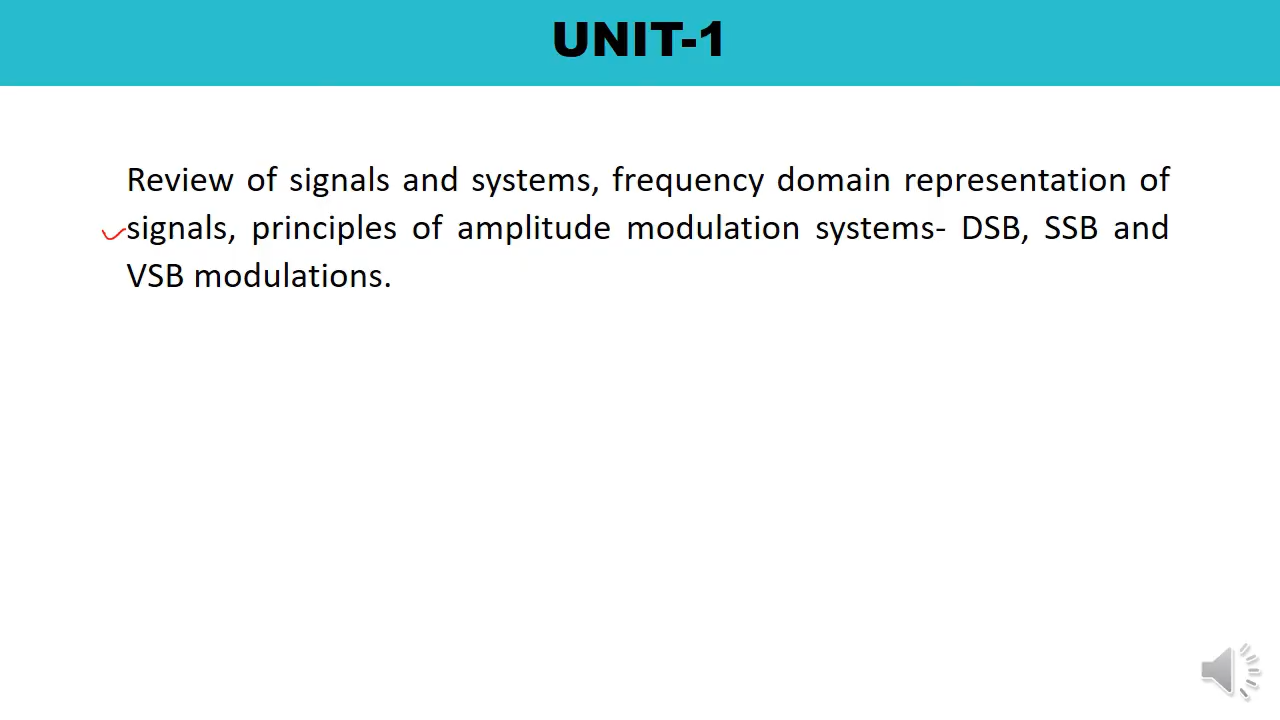 UNIT-1
Review of signals and systems, frequency domain representation of
signals, principles of amplitude modulation systems- DSB, SSB and
VSB modulations.